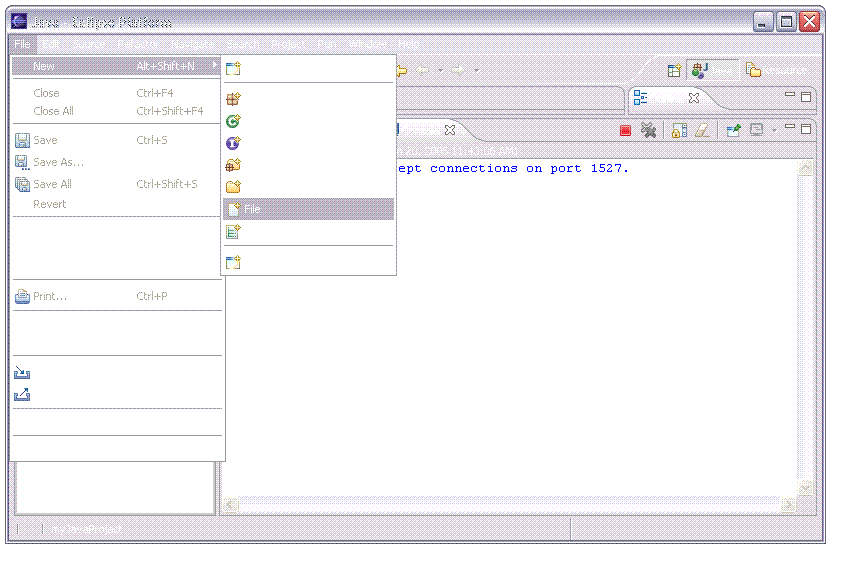 Java - Eclipse Platform
File Edit Source Refactor Navigate Search Project Run Window Help
New Alt+Shift+N
Close Ctrl+F4
Close All Ctrl+Shift+F4
Save Ctrl+S
Save As...
Save All Ctrl+Shift+S
Revert
Print... Ctrl+P
File
Java
Resource
ept connections on port 1527.
myJavaProject